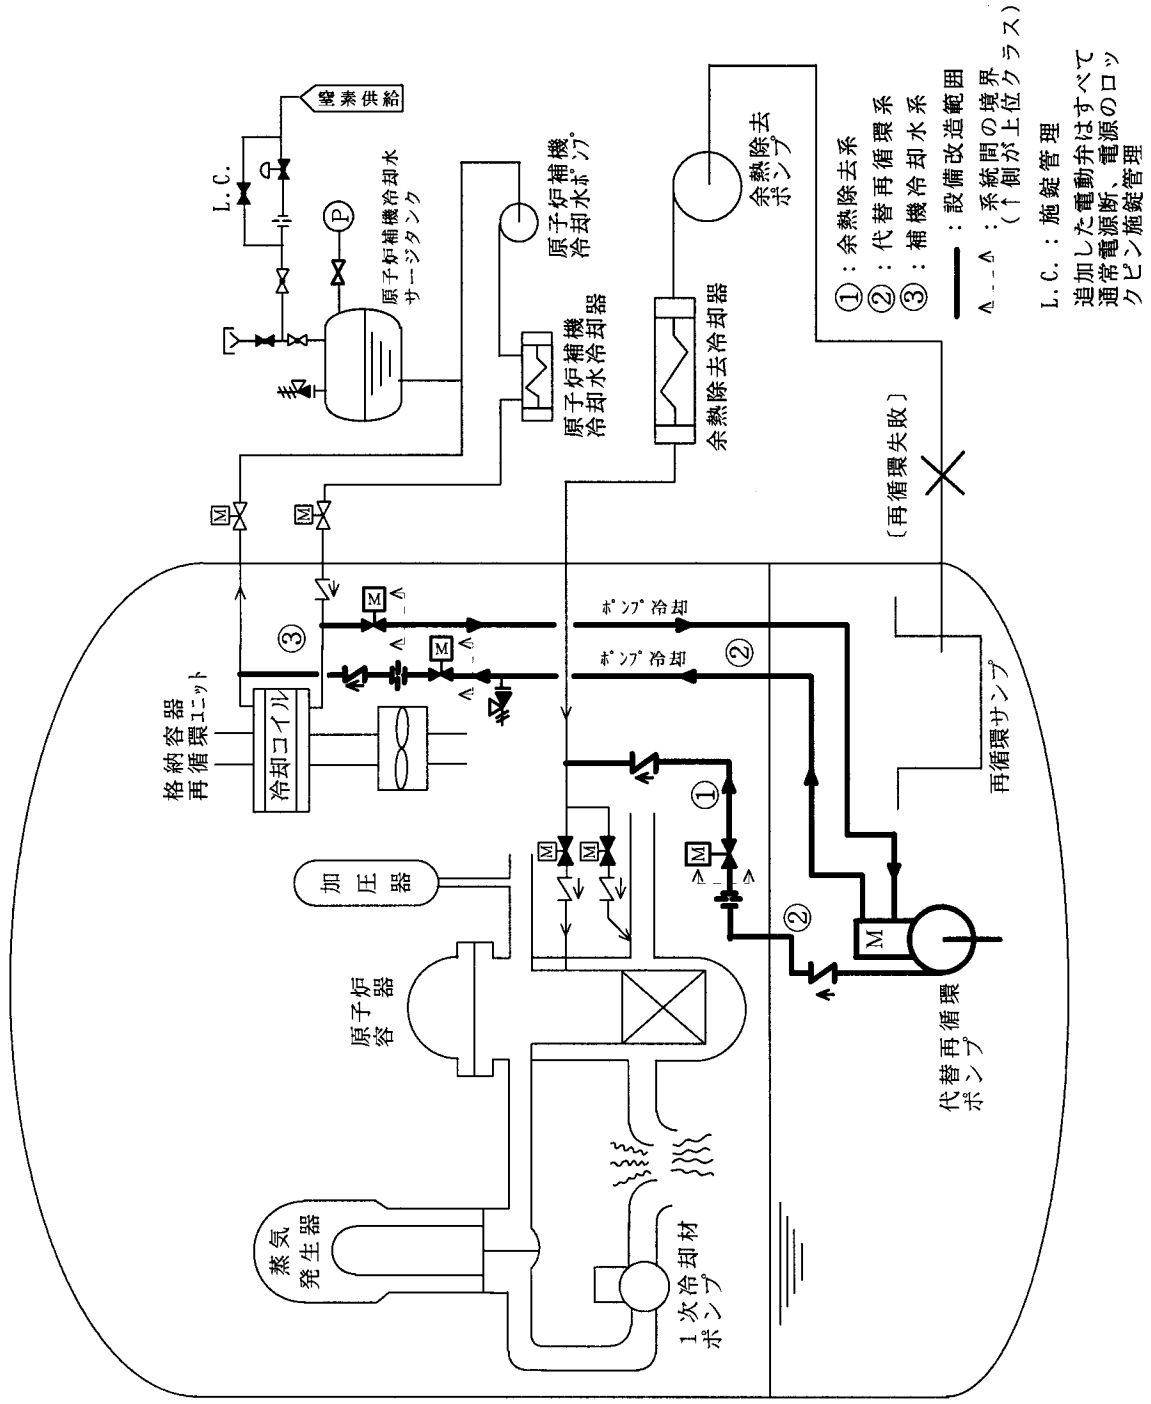 蒸気
発生器
1次冷却材
ポンプ
原子炉
容器
加圧器
格納容器
再循環ユニット
冷却コイル
M
M
M
M
M
M
M
M
①
②
②
③
ポンプ冷却
ポンプ冷却
代替再循環
ポンプ
再循環サンプ
〔再循環失敗〕
L.C.
窒素供給
P
原子炉補機冷却水
サージタンク
原子炉補機
冷却水ポンプ
原子炉補機
冷却水冷却器
余熱除去冷却器
余熱除去
ポンプ
①:余熱除去系
②:代替再循環系
③:補機冷却水系
:設備改造範囲
:系統間の境界
(↑側が上位クラス)
L.C.:施錠管理
追加した電動弁はすべて
通常電源断、電源のロッ
クピン施錠管理